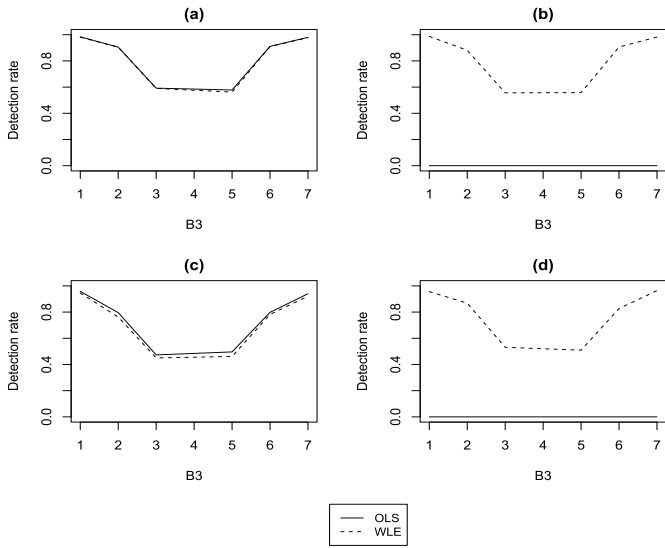 (a)
Detection rate
0.0 0.4 0.8
1 2 3 4 5 6 7
B3
(b)
Detection rate
0.0 0.4 0.8
1 2 3 4 5 6 7
B3
(c)
Detection rate
0.0 0.4 0.8
1 2 3 4 5 6 7
B3
(d)
Detection rate
0.0 0.4 0.8
1 2 3 4 5 6 7
B3
OLS
WLE